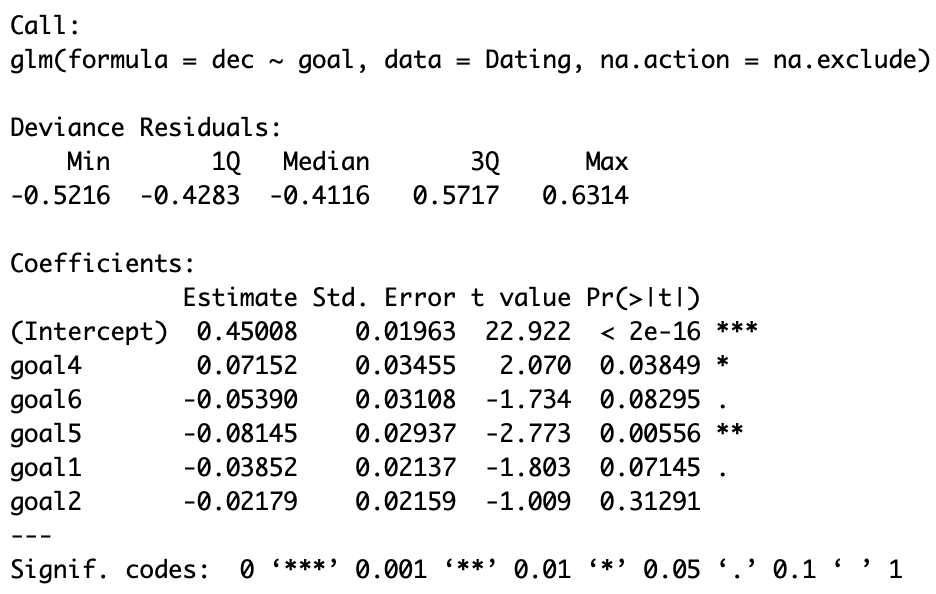 Call:
glm(formula = dec ~ goal, data = Dating, na.action = na.exclude)
Deviance Residuals:
Min 1Q Median 3Q Max
-0.5216 -0.4283 -0.4116 0.5717 0.6314
Coefficients:
Estimate Std. Error t value Pr(>|t|)
(Intercept) 0.45008 0.01963 22.922 < 2e-16 ***
goal4 0.07152 0.03455 2.070 0.03849 *
goal6 -0.05390 0.03108 -1.734 0.08295 .
goal5 -0.08145 0.02937 -2.773 0.00556 **
goal1 -0.03852 0.02137 -1.803 0.07145 .
goal2 -0.02179 0.02159 -1.009 0.31291
---
Signif. codes: 0 ‘***’ 0.001 ‘**’ 0.01 ‘*’ 0.05 ‘.’ 0.1 ‘ ’ 1